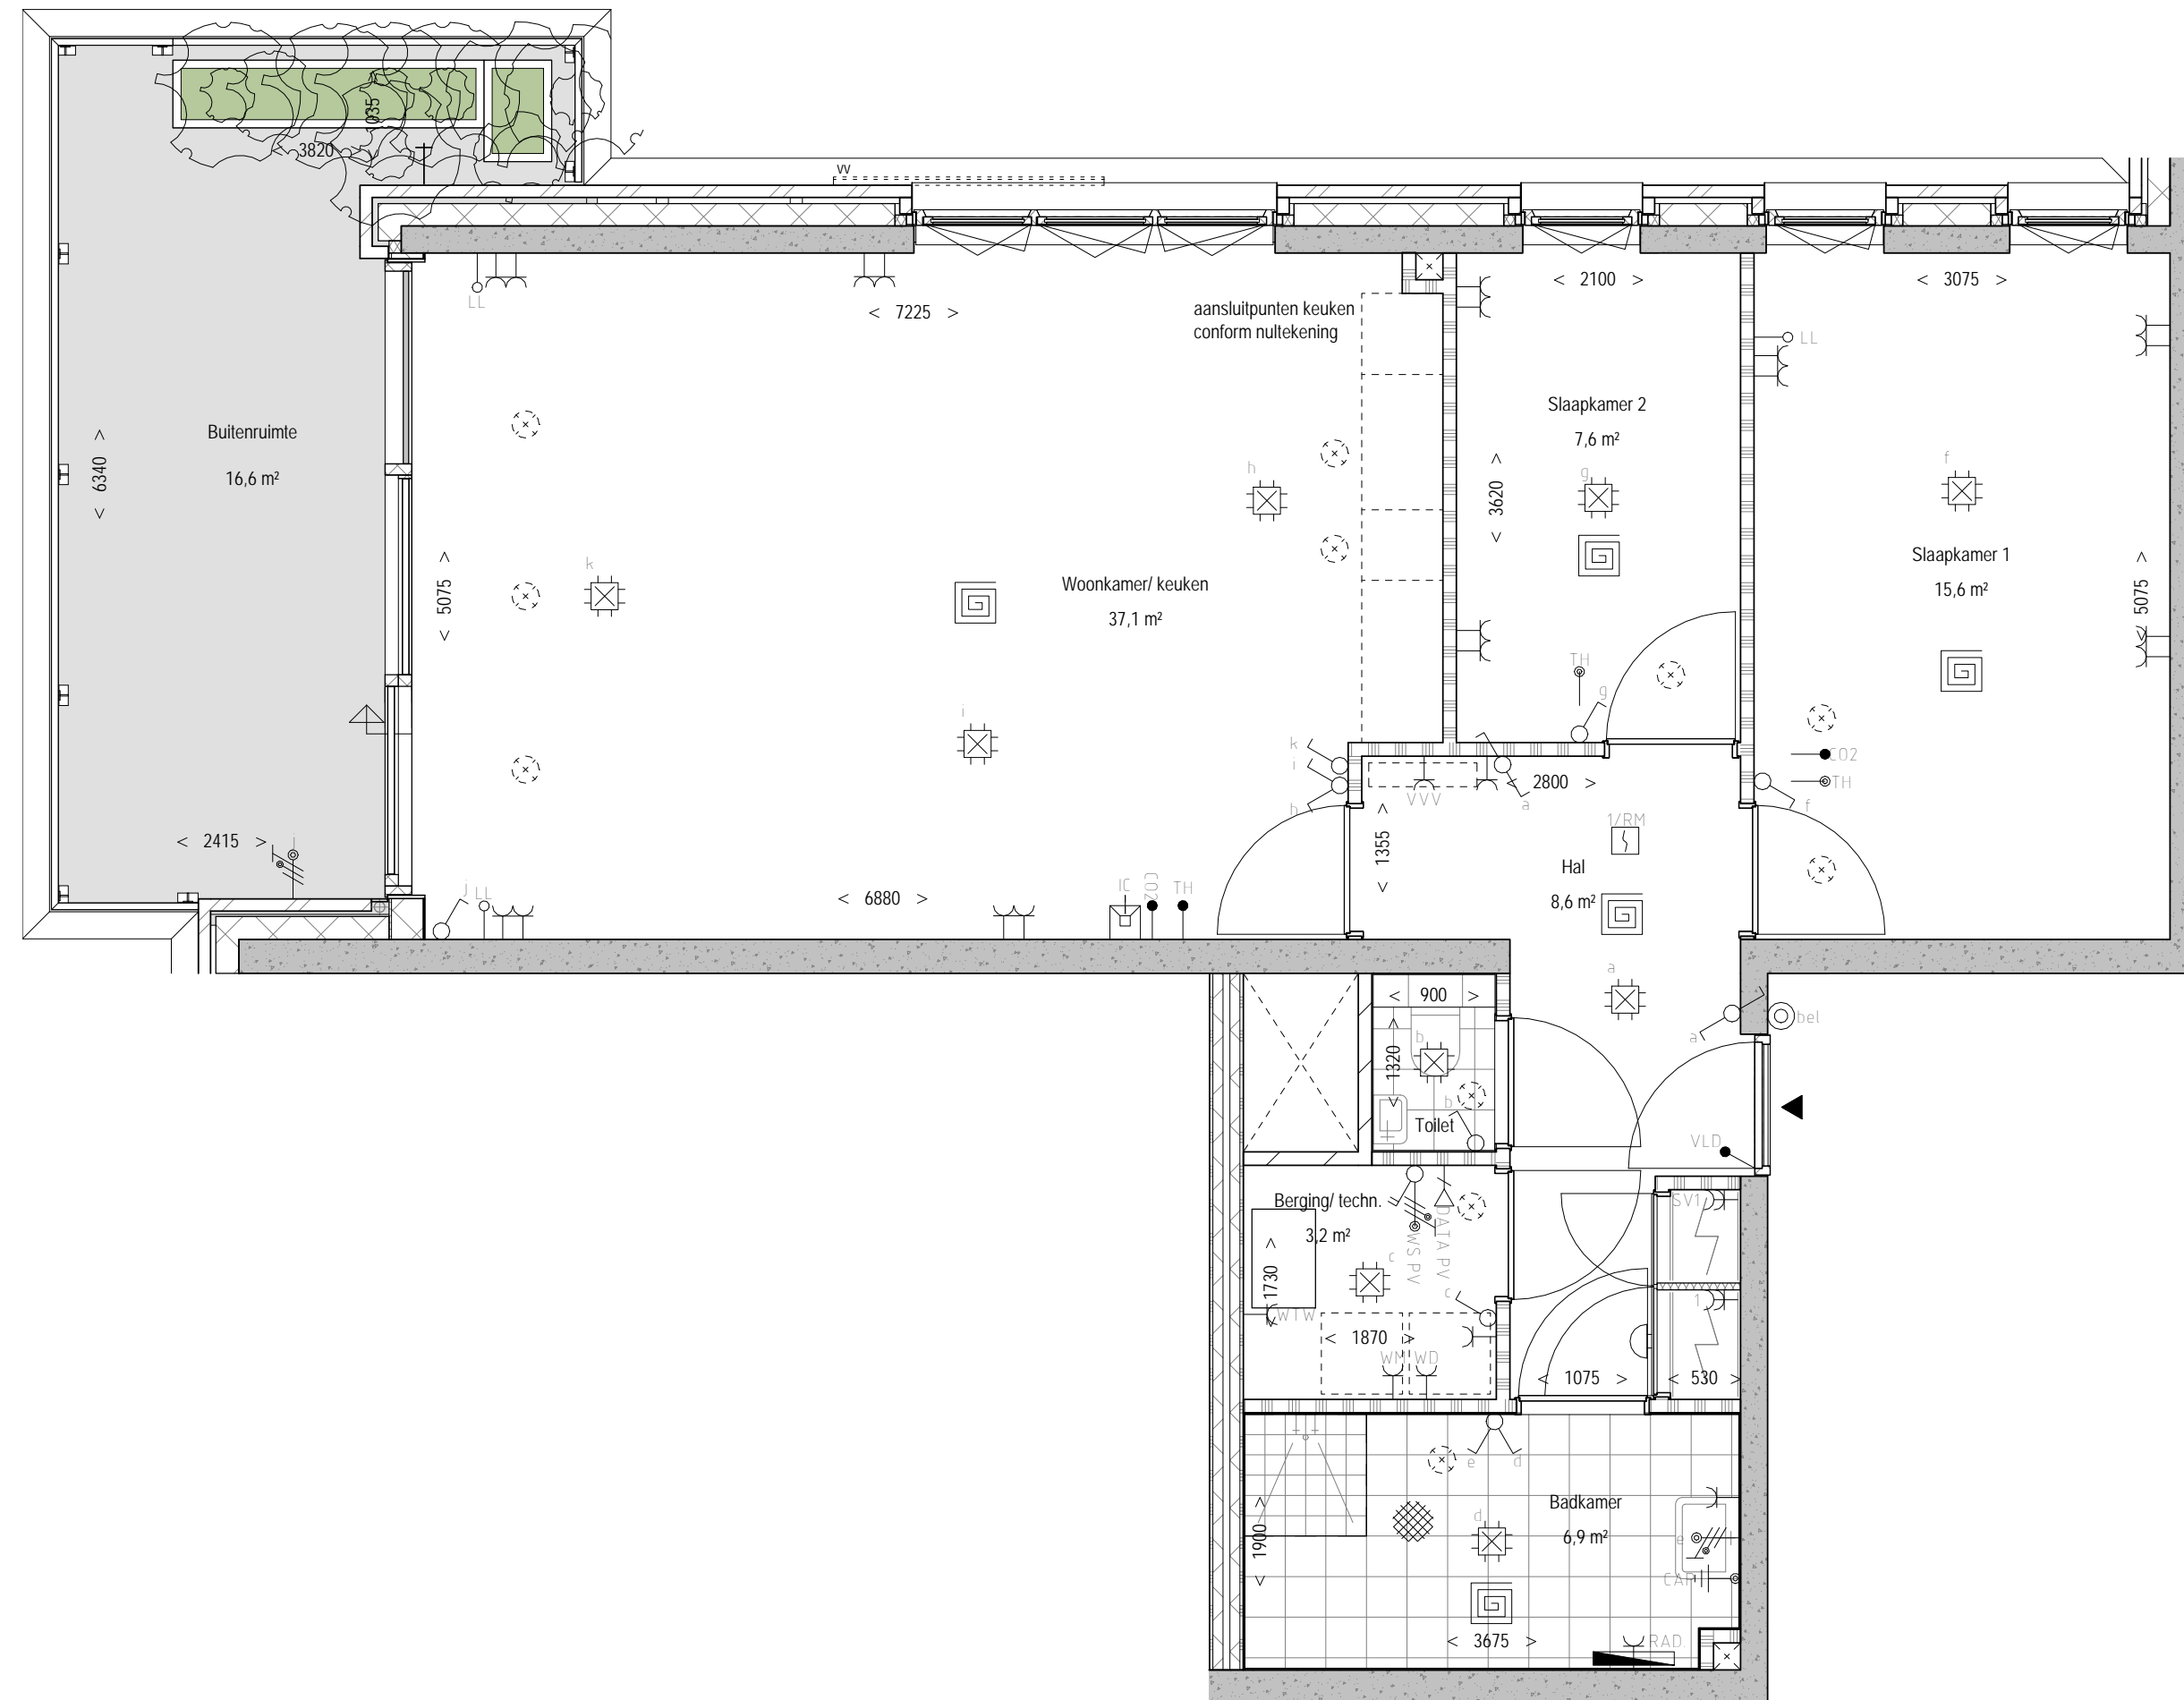 1035
< 3820 >
VV
LL
< 7225 >
aansluitpunten keuken
conform nultekening
< 2100 >
< 3075 >
LL
Buitenruimte
16,6 m²
< 6340 >
Slaapkamer 2
7,6 m²
g
< 3620 >
h
f
Slaapkamer 1
15,6 m²
< 5075 >
k
Woonkamer/ keuken
37,1 m²
< 5075 >
i
TH
g
k
i
h
VVV
< 2800 >
a
CO2
TH
f
< 1355 >
1/RM
Hal
8,6 m²
< 2415 >
j
j
LL
< 6880 >
IC
CO2
TH
a
a
bel
< 900 >
< 1320 >
b
b
Toilet
VLD
Berging/ techn.
3,2 m²
WS PV
DATA PV
< 1730 >
c
c
WTW
< 1870 >
WM
WD
SV1
1
< 1075 >
< 530 >
e
d
Badkamer
6,9 m²
d
< 1900 >
e
CAP
< 3675 >
RAD